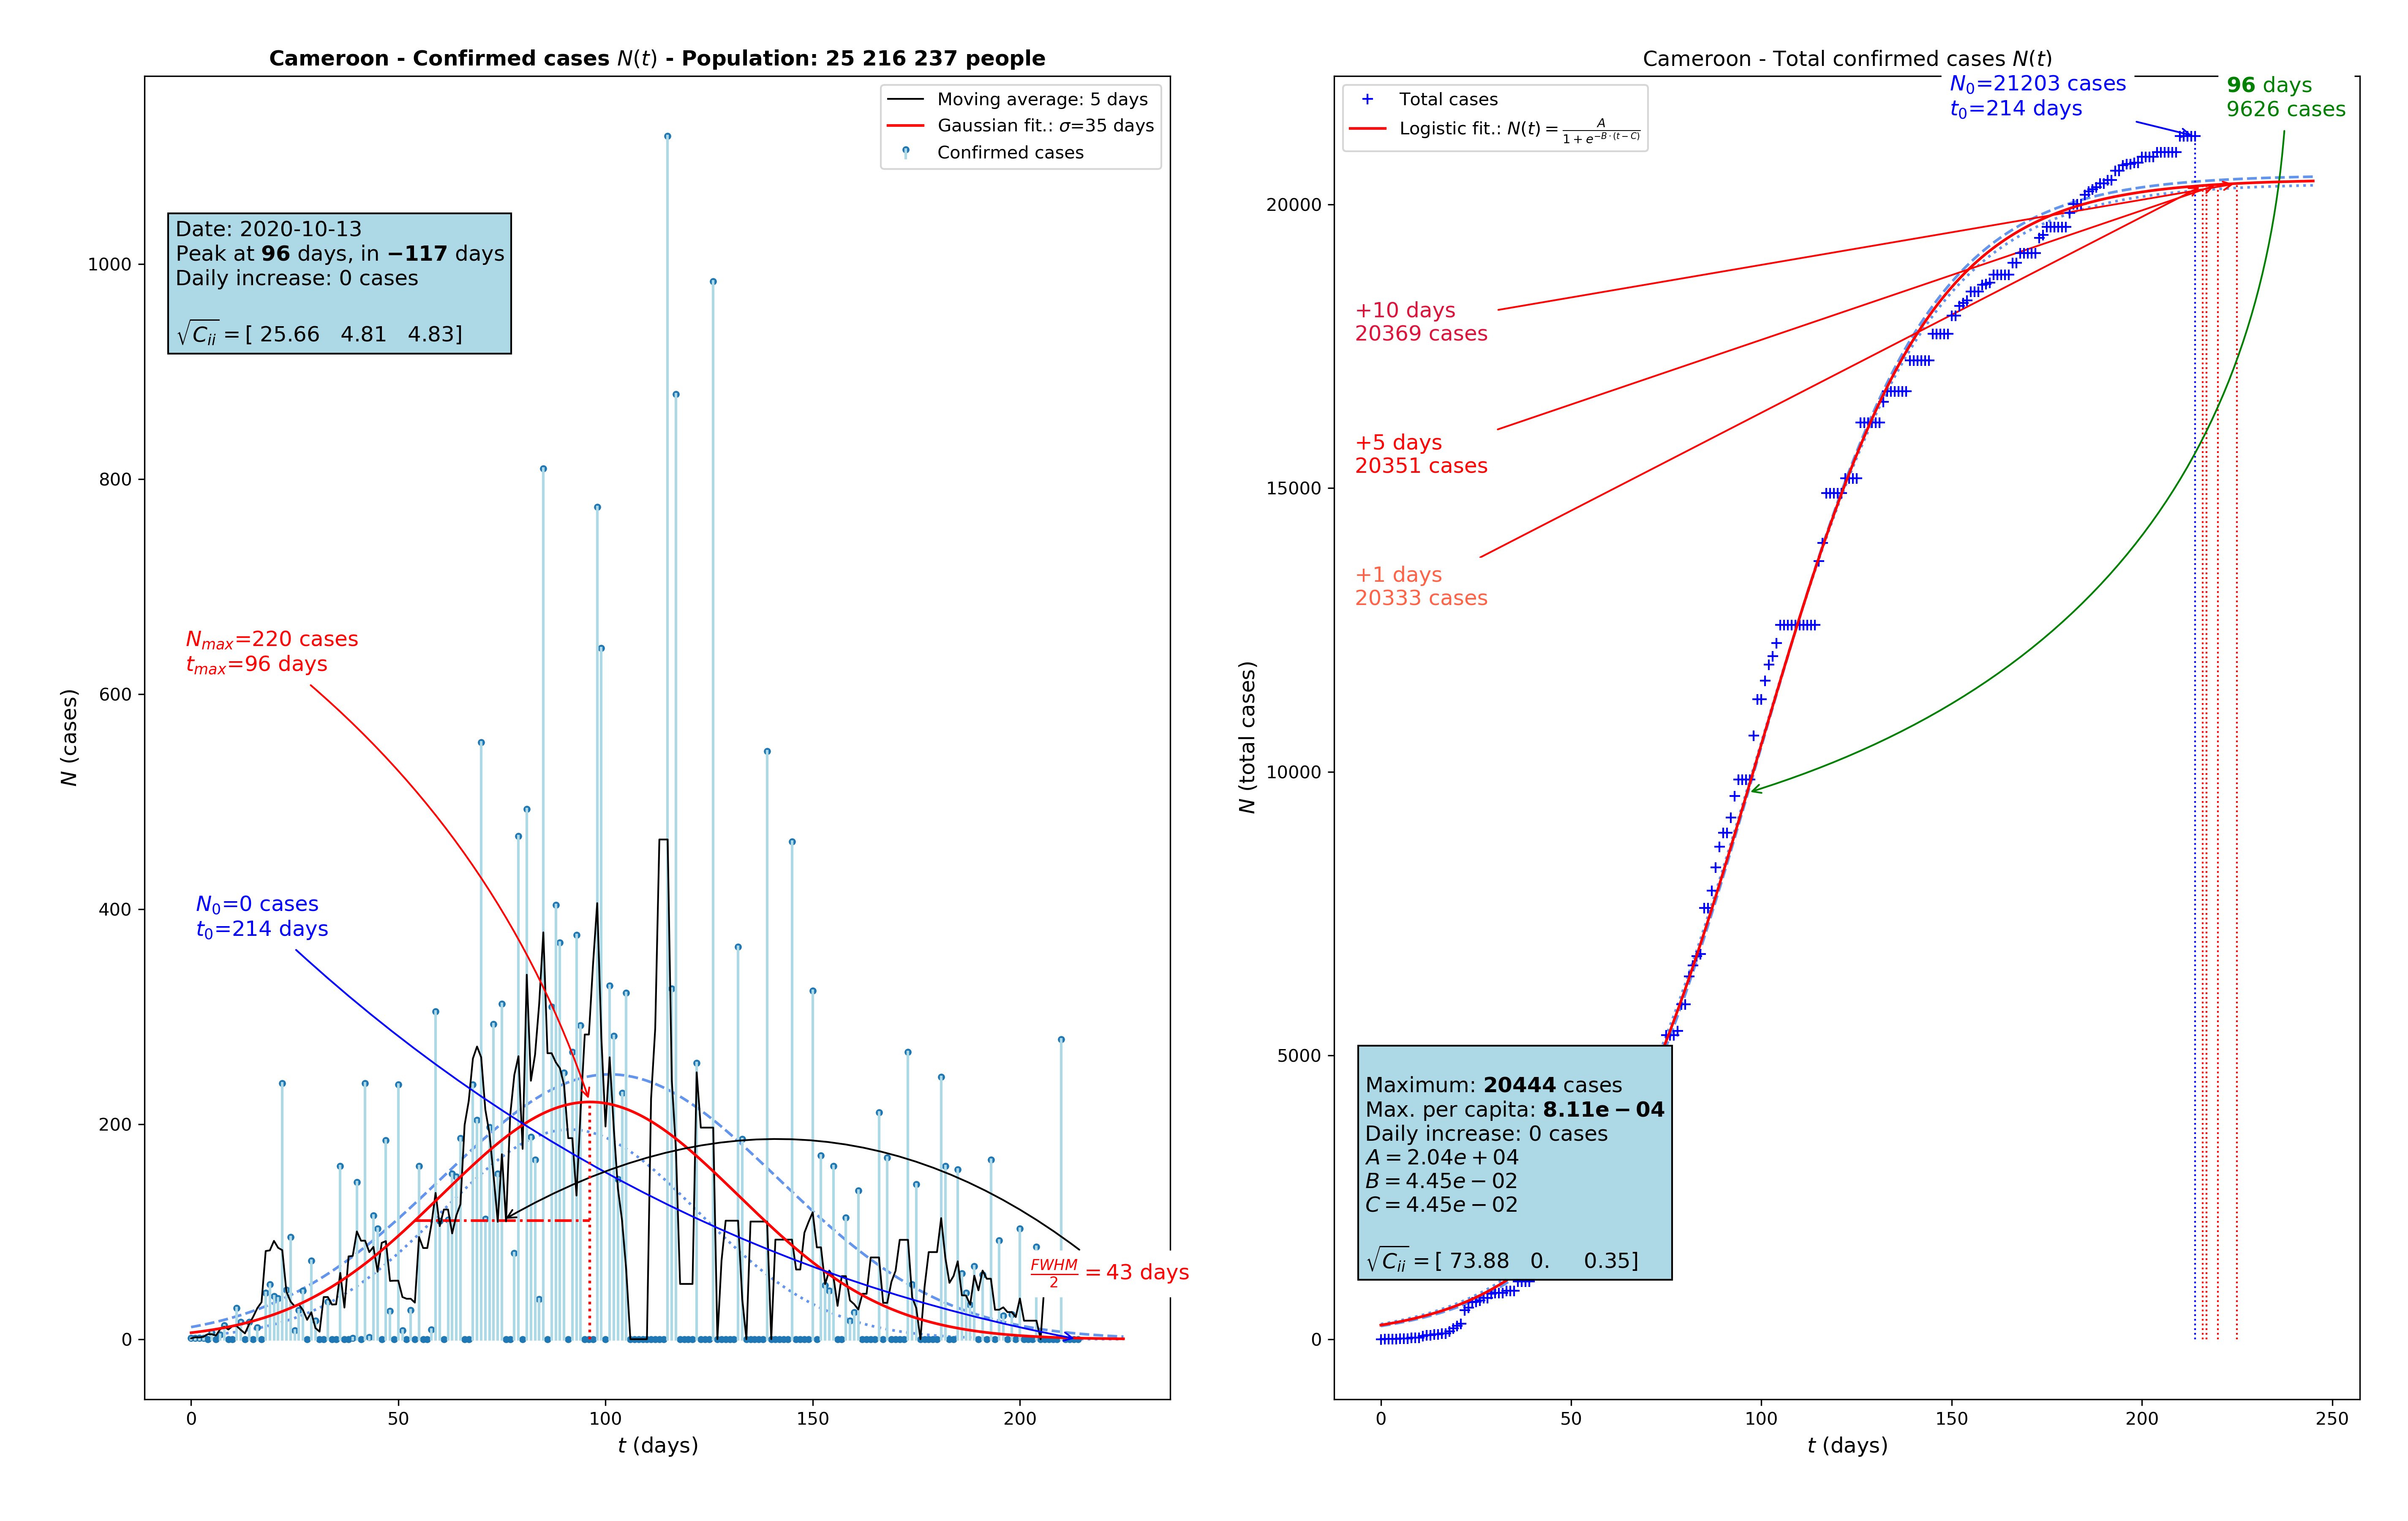 Cameroon - Confirmed cases N(t) - Population: 25 216 237 people
Moving average: 5 days
Gaussian fit.: σ=35 days
Confirmed cases
Date: 2020-10-13
Peak at 96 days, in −117 days
Daily increase: 0 cases
√C_ii = [ 25.66 4.81 4.83]
N_max=220 cases
t_max=96 days
N_0=0 cases
t_0=214 days
FWHM/2 = 43 days
N (cases)
1000
800
600
400
200
0
0 50 100 150 200
t (days)
Cameroon - Total confirmed cases N(t)
Total cases
Logistic fit.: N(t) = A/(1 + e^(−B·(t−C)))
N_0=21203 cases
t_0=214 days
96 days
9626 cases
+10 days
20369 cases
+5 days
20351 cases
+1 days
20333 cases
Maximum: 20444 cases
Max. per capita: 8.11e − 04
Daily increase: 0 cases
A = 2.04e + 04
B = 4.45e − 02
C = 4.45e − 02
√C_ii = [ 73.88 0. 0.35]
N (total cases)
20000
15000
10000
5000
0
0 50 100 150 200 250
t (days)